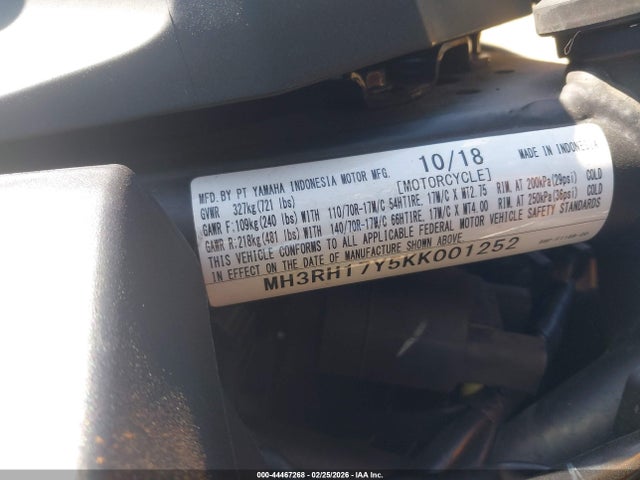 MFD.BY PT YAMAHA INDONESIA MOTOR MFG. 10/18 MADE IN INDONESIA
GVWR 327kg(721 lbs) [MOTORCYCLE]
GAWR F:109kg(240 lbs) WITH 110/70R-17M/C 54HTIRE, 17M/C X MT2.75 RIM, AT 200kPa(29psi) COLD
GAWR R:218kg(481 lbs) WITH 140/70R-17M/C 66HTIRE, 17M/C X MT4.00 RIM, AT 250kPa(36psi) COLD
THIS VEHICLE CONFORMS TO ALL APPLICABLE FEDERAL MOTOR VEHICLE SAFETY STANDARDS
IN EFFECT ON THE DATE OF MANUFACTURE SHOWN ABOVE.
MH3RH17Y5KK001252
000-44467268 - 02/25/2026 - IAA Inc.